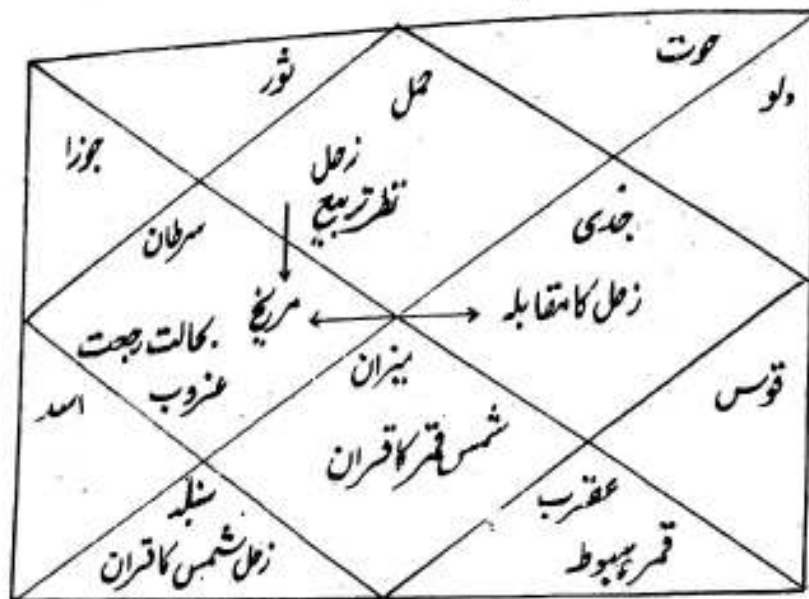 حوت
ثور
حمل
دلو
جوزا
زحل
نظر تربیع
جدی
سرطان
زحل کا مقابلہ
مریخ
بحالت رجعت
غروب
میزان
قوس
اسد
شمس قمر کا قران
عقرب
سنبلہ
زحل شمس کا قران
قمر ہبوط